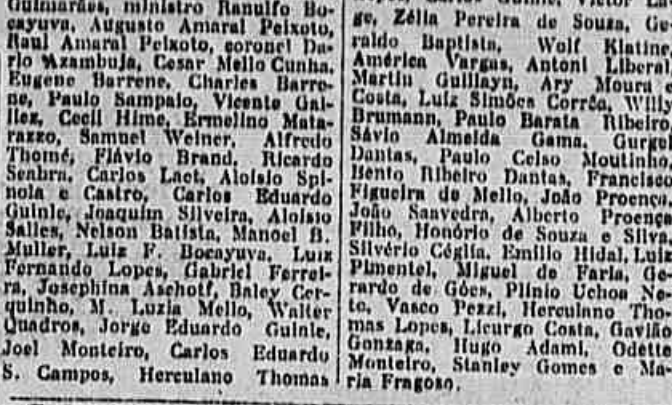 Guimarães, ministro Ranulfo Bo-
cayuva, Augusto Amaral Peixoto,
Raul Amaral Peixoto, coronel Da-
rio Azambuja, Cesar Mello Cunha,
Eugene Barrene, Charles Barre-
ne, Paulo Sampaio, Vicente Gal-
liez, Cecil Hime, Ermelino Mata-
razzo, Samuel Weiner, Alfredo
Thomé, Flávio Brand, Ricardo
Seabra, Carlos Laet, Aloisio Spi-
nola e Castro, Carlos Eduardo
Guinle, Joaquim Silveira, Aloisio
Salles, Nelson Batista, Manoel B.
Muller, Luiz F. Bocayuva, Luiz
Fernando Lopes, Gabriel Ferrei-
ra, Josephina Aschoff, Baley Cer-
quinho, M. Luzia Mello, Walter
Quadros, Jorge Eduardo Guinle,
Joel Monteiro, Carlos Eduardo
S. Campos, Herculano Thomas
ge, Zélia Pereira de Souza, Ge-
raldo Baptista, Wolf Klatin,
América Vargas, Antoni Liberal,
Martin Guillayn, Ary Moura e
Costa, Luiz Simões Corrêa, Willy
Brumann, Paulo Barata Ribeiro,
Sávio Almeida Gama, Gurgel
Dantas, Paulo Celso Moutinho,
Bento Ribeiro Dantas, Francisco
Figueira de Mello, João Proença,
João Saavedra, Alberto Proença
Filho, Honório de Souza e Silva,
Silvério Céglia, Emilio Hidal, Luiz
Pimentel, Miguel de Faria, Ge-
rardo de Góes, Plinio Uchoa Ne-
to, Vasco Pezzi, Herculano Tho-
mas Lopes, Licurgo Costa, Gavião
Gonzaga, Hugo Adami, Odette
Monteiro, Stanley Gomes e Ma-
ria Fragoso.